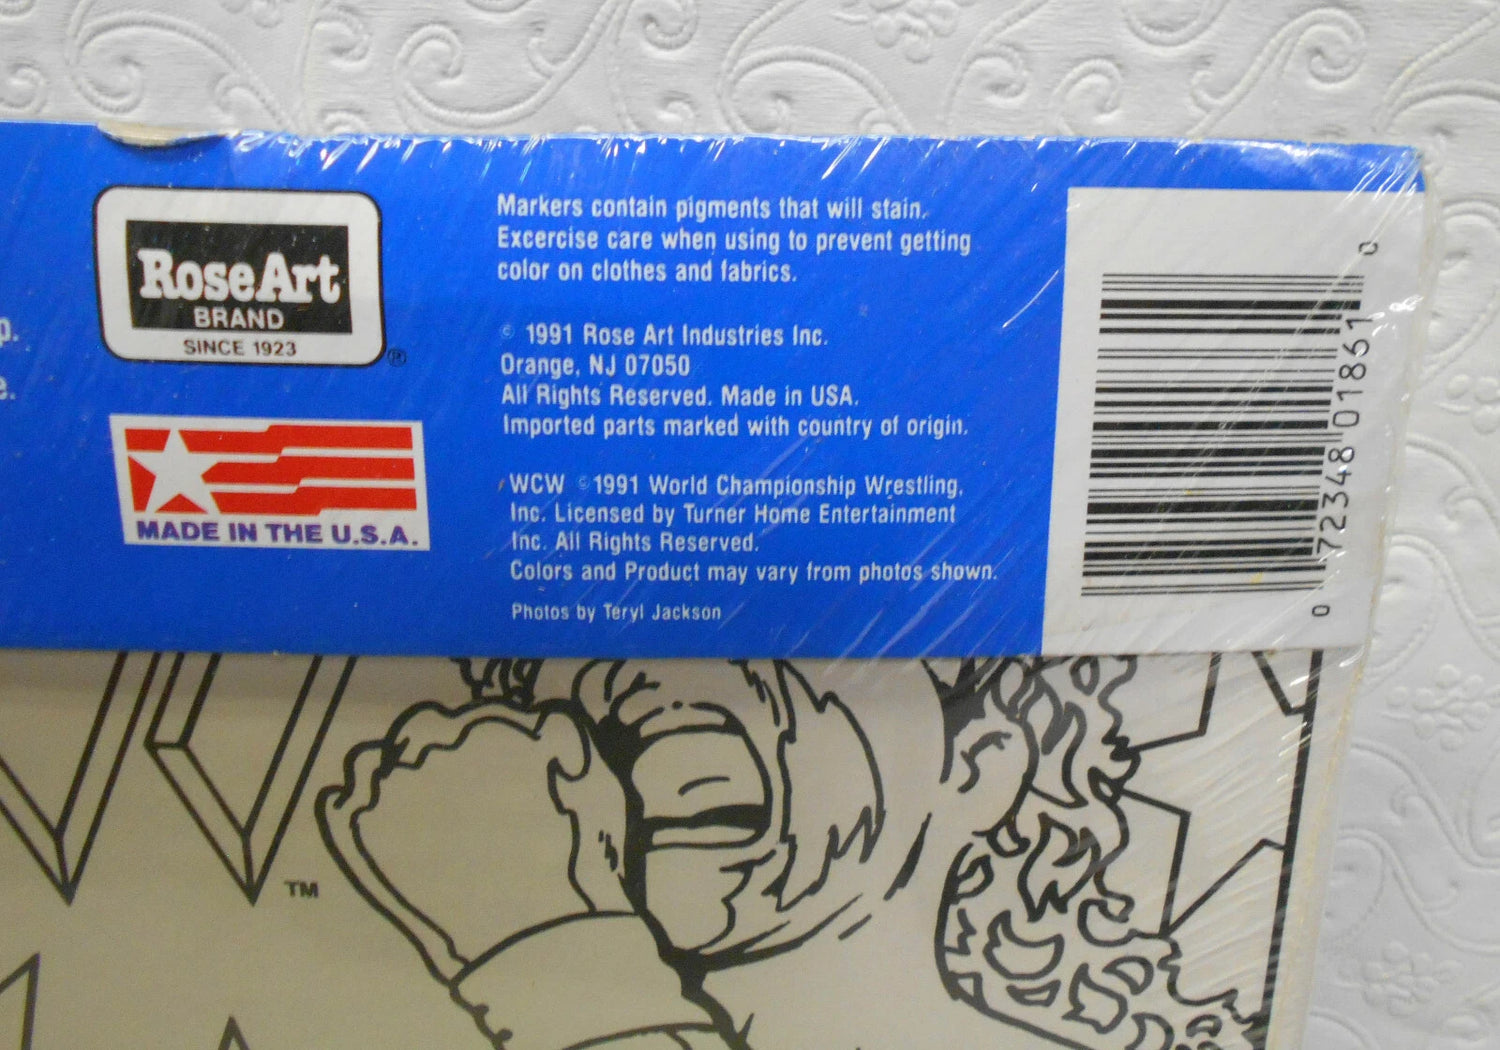 p.
e.
RoseArt
BRAND
SINCE 1923
®
MADE IN THE U.S.A.
Markers contain pigments that will stain.
Excercise care when using to prevent getting
color on clothes and fabrics.
© 1991 Rose Art Industries Inc.
Orange, NJ 07050
All Rights Reserved. Made in USA.
Imported parts marked with country of origin.
WCW © 1991 World Championship Wrestling,
Inc. Licensed by Turner Home Entertainment
Inc. All Rights Reserved.
Colors and Product may vary from photos shown.
Photos by Teryl Jackson
0 72348 01861 0
TM